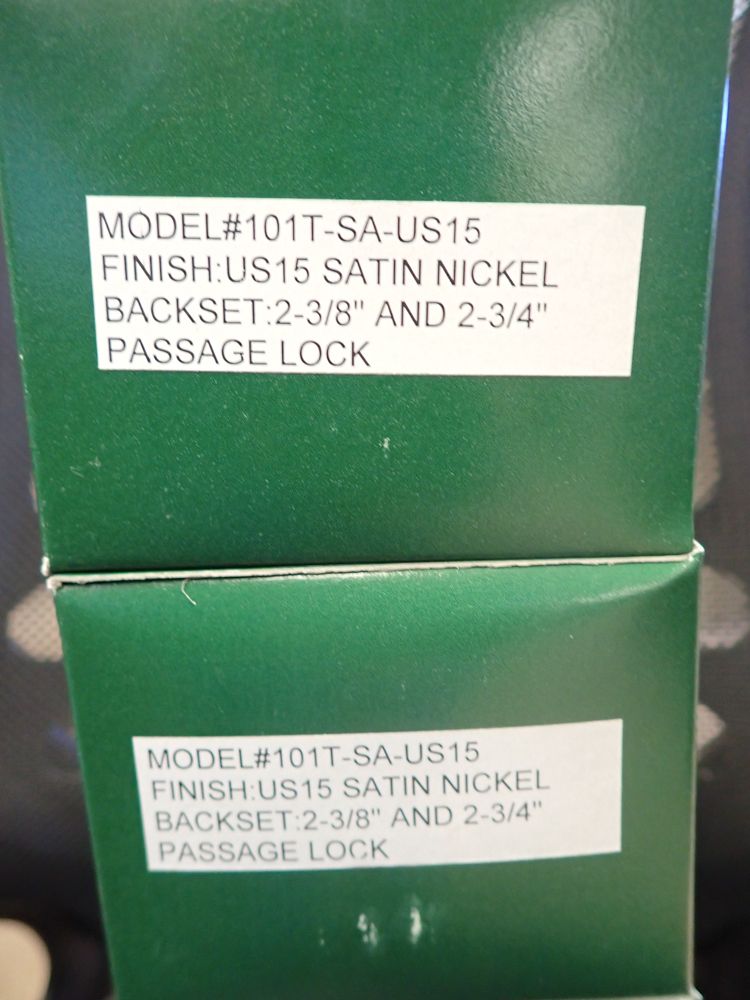 MODEL#101T-SA-US15
FINISH:US15 SATIN NICKEL
BACKSET:2-3/8" AND 2-3/4"
PASSAGE LOCK
MODEL#101T-SA-US15
FINISH:US15 SATIN NICKEL
BACKSET:2-3/8" AND 2-3/4"
PASSAGE LOCK